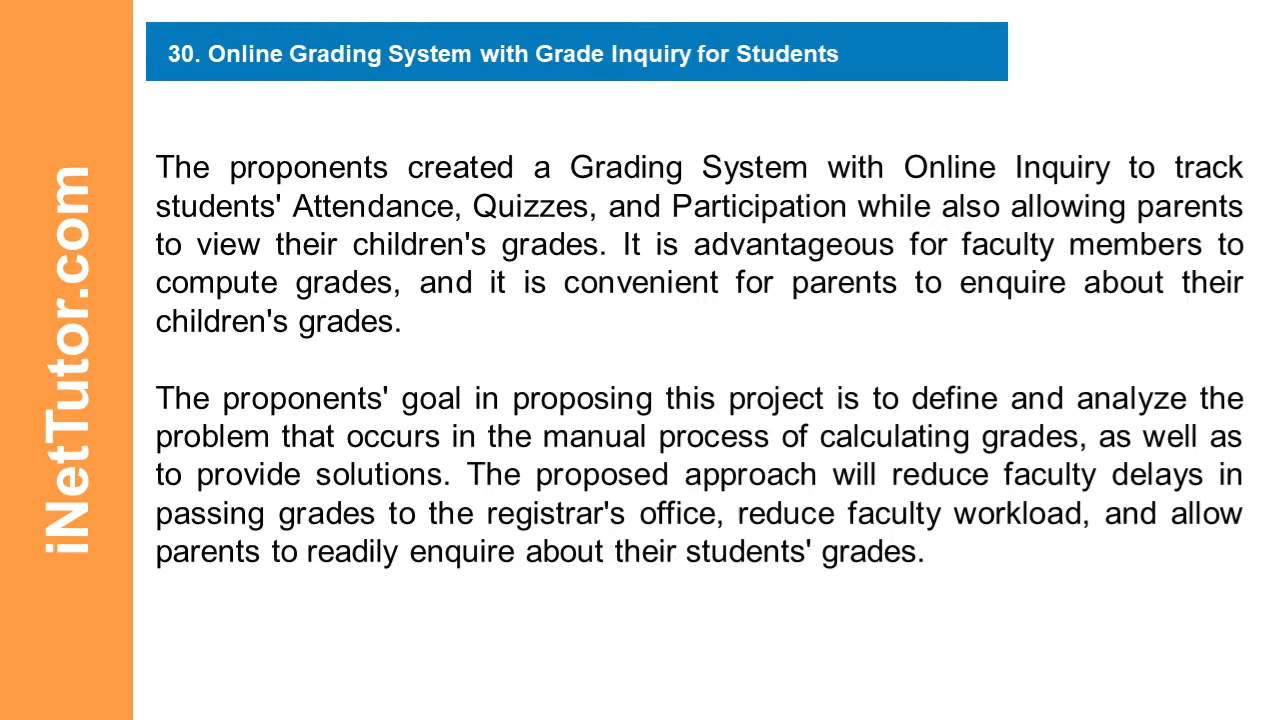 30. Online Grading System with Grade Inquiry for Students
iNetTutor.com
The proponents created a Grading System with Online Inquiry to track
students' Attendance, Quizzes, and Participation while also allowing parents
to view their children's grades. It is advantageous for faculty members to
compute grades, and it is convenient for parents to enquire about their
children's grades.
The proponents' goal in proposing this project is to define and analyze the
problem that occurs in the manual process of calculating grades, as well as
to provide solutions. The proposed approach will reduce faculty delays in
passing grades to the registrar's office, reduce faculty workload, and allow
parents to readily enquire about their students' grades.